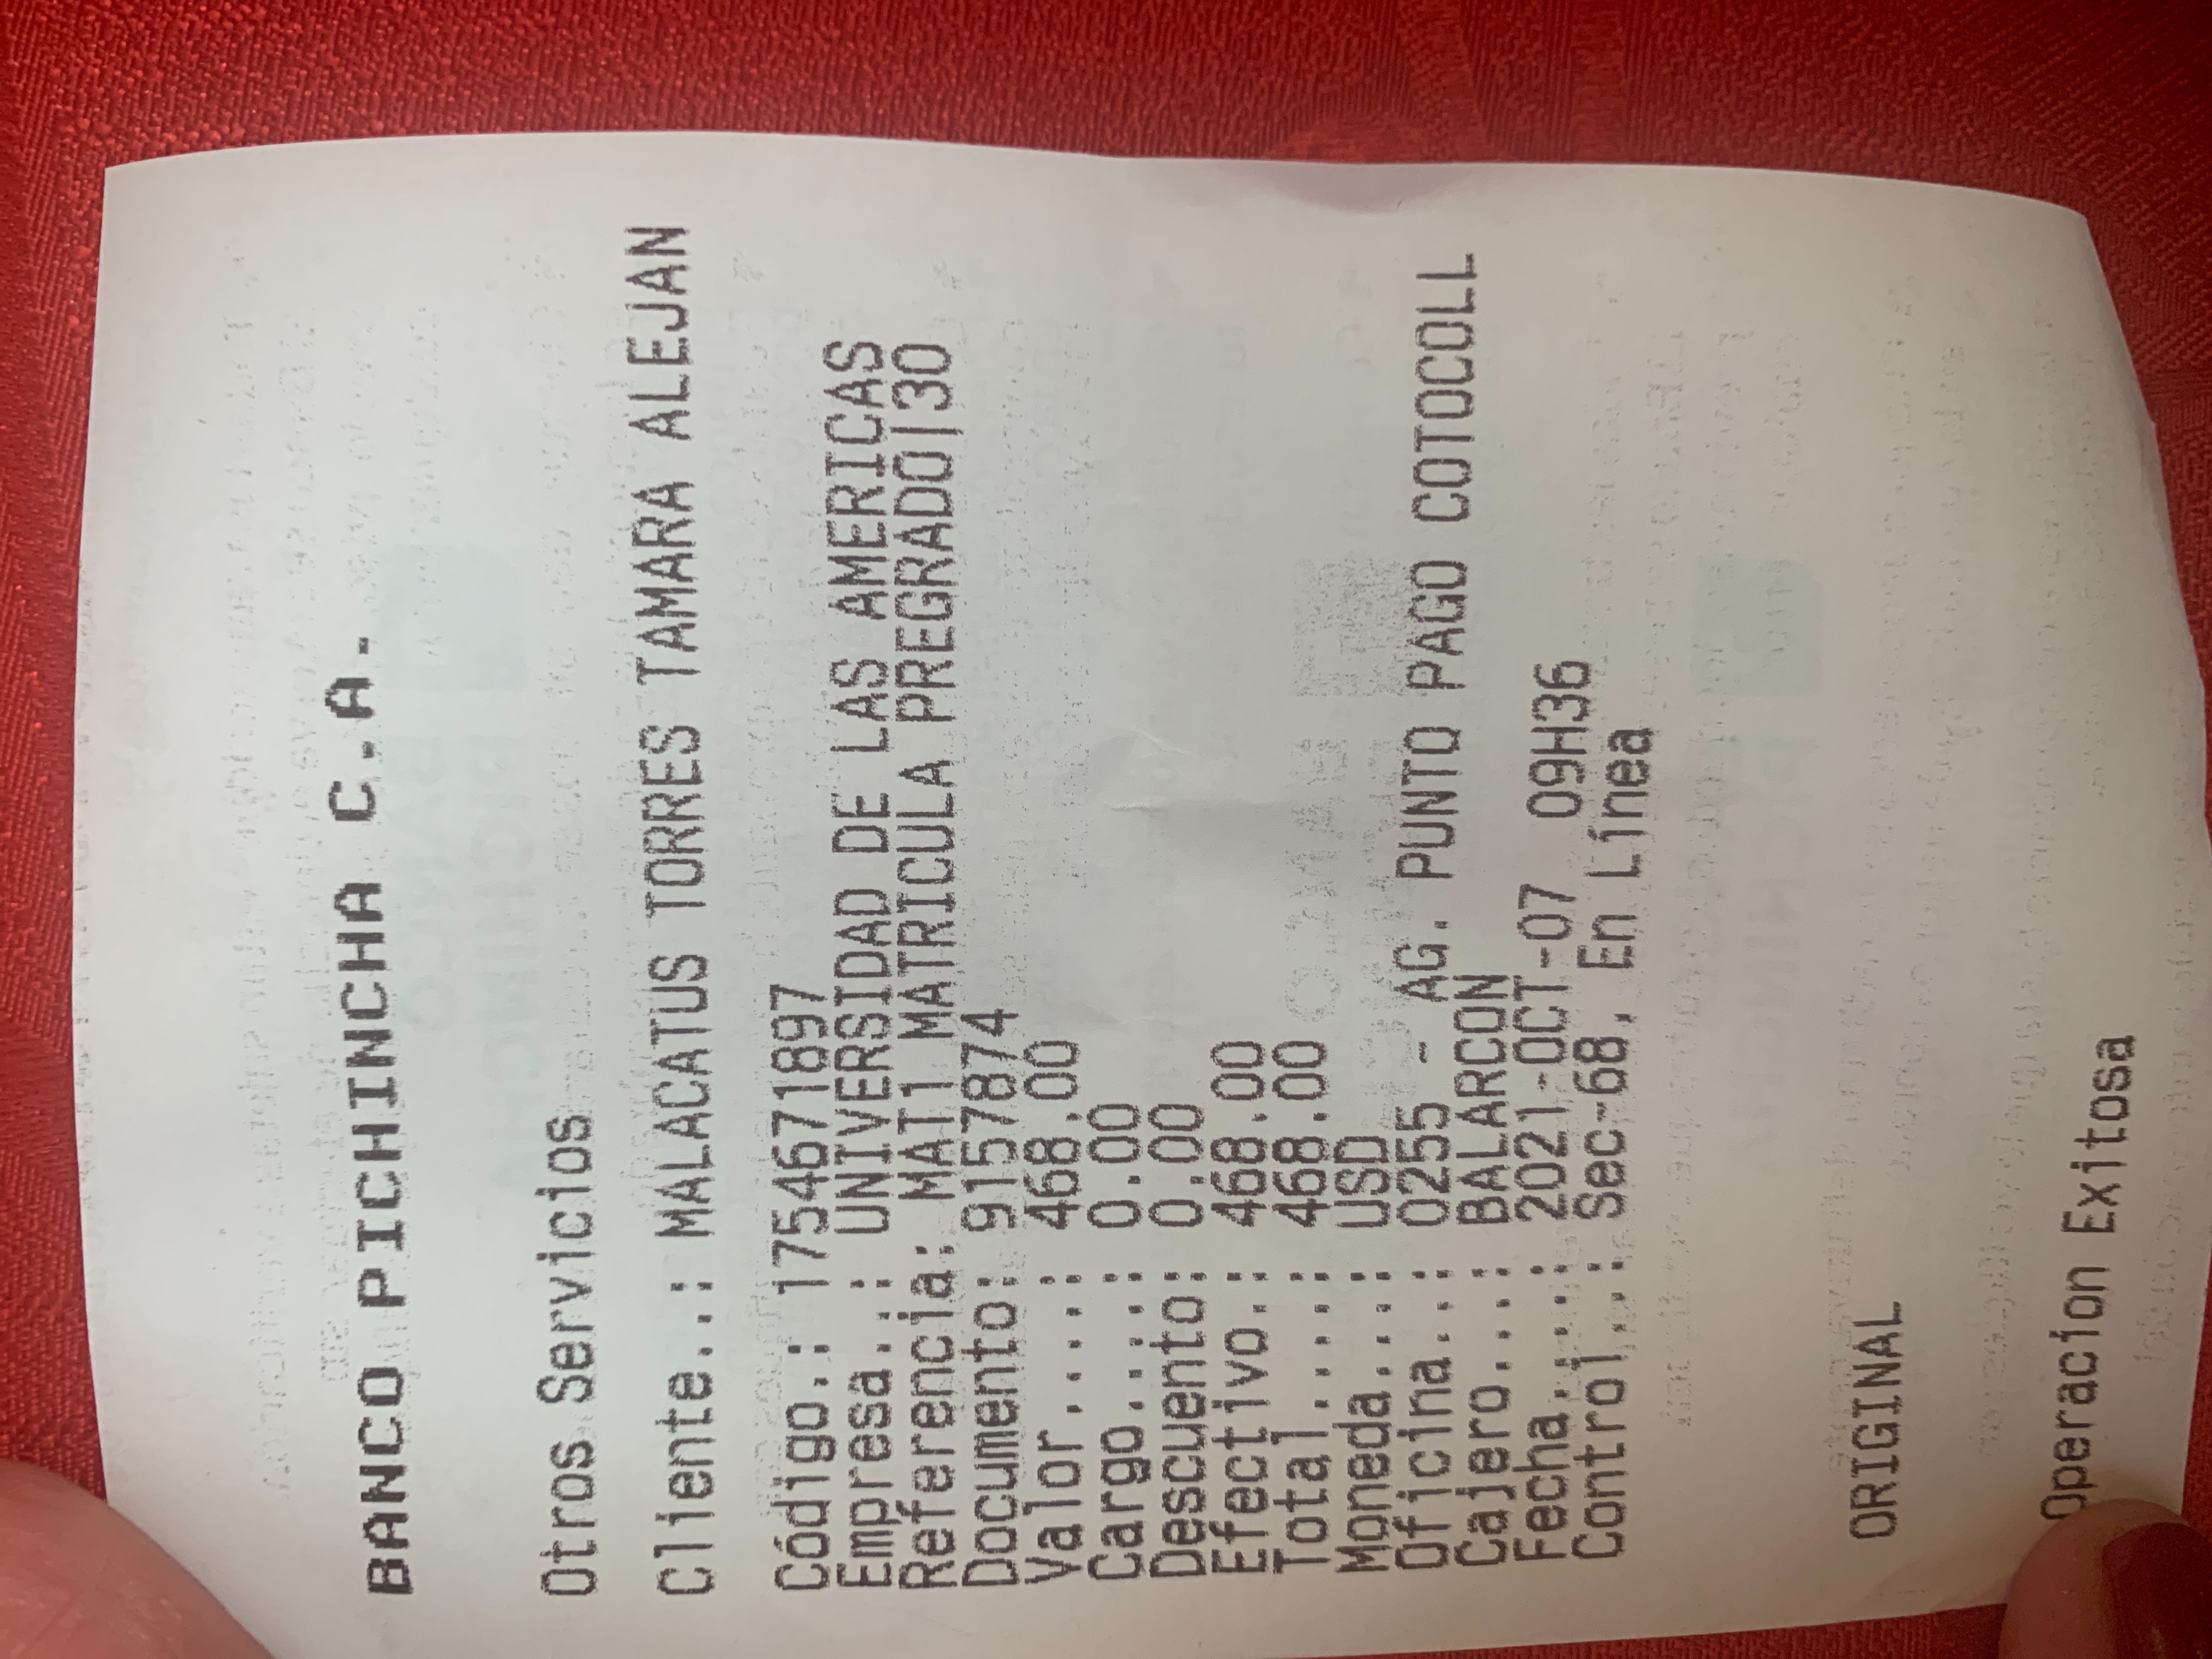 BANCO PICHINCHA C.A.
Otros Servicios
Cliente..: MALACATUS TORRES TAMARA ALEJAN
Código.: 1754671897
Empresa..: UNIVERSIDAD DE LAS AMERICAS
Referencia: MAT1 MATRICULA PREGRADO|30
Documento: 9157874
Valor.....: 468.00
Cargo.....: 0.00
Descuento: 0.00
Efectivo.: 468.00
Total.....: 468.00
Moneda....: USD
Oficina...: 0255 - AG. PUNTO PAGO COTOCOLL
Cajero....: BALARCON
Fecha.....: 2021-OCT-07 09H36
Control...: Sec-68, En Línea
ORIGINAL
Operacion Exitosa